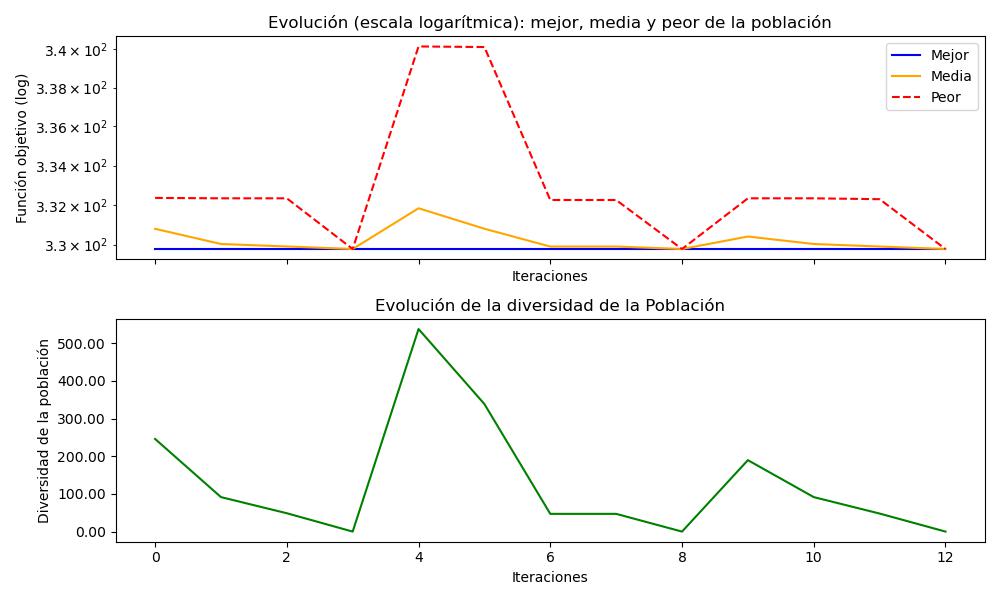 Evolución (escala logarítmica): mejor, media y peor de la población
Función objetivo (log)
3.4 × 10²
3.38 × 10²
3.36 × 10²
3.34 × 10²
3.32 × 10²
3.3 × 10²
Mejor
Media
Peor
Iteraciones
Evolución de la diversidad de la Población
Diversidad de la población
500.00
400.00
300.00
200.00
100.00
0.00
0 2 4 6 8 10 12
Iteraciones